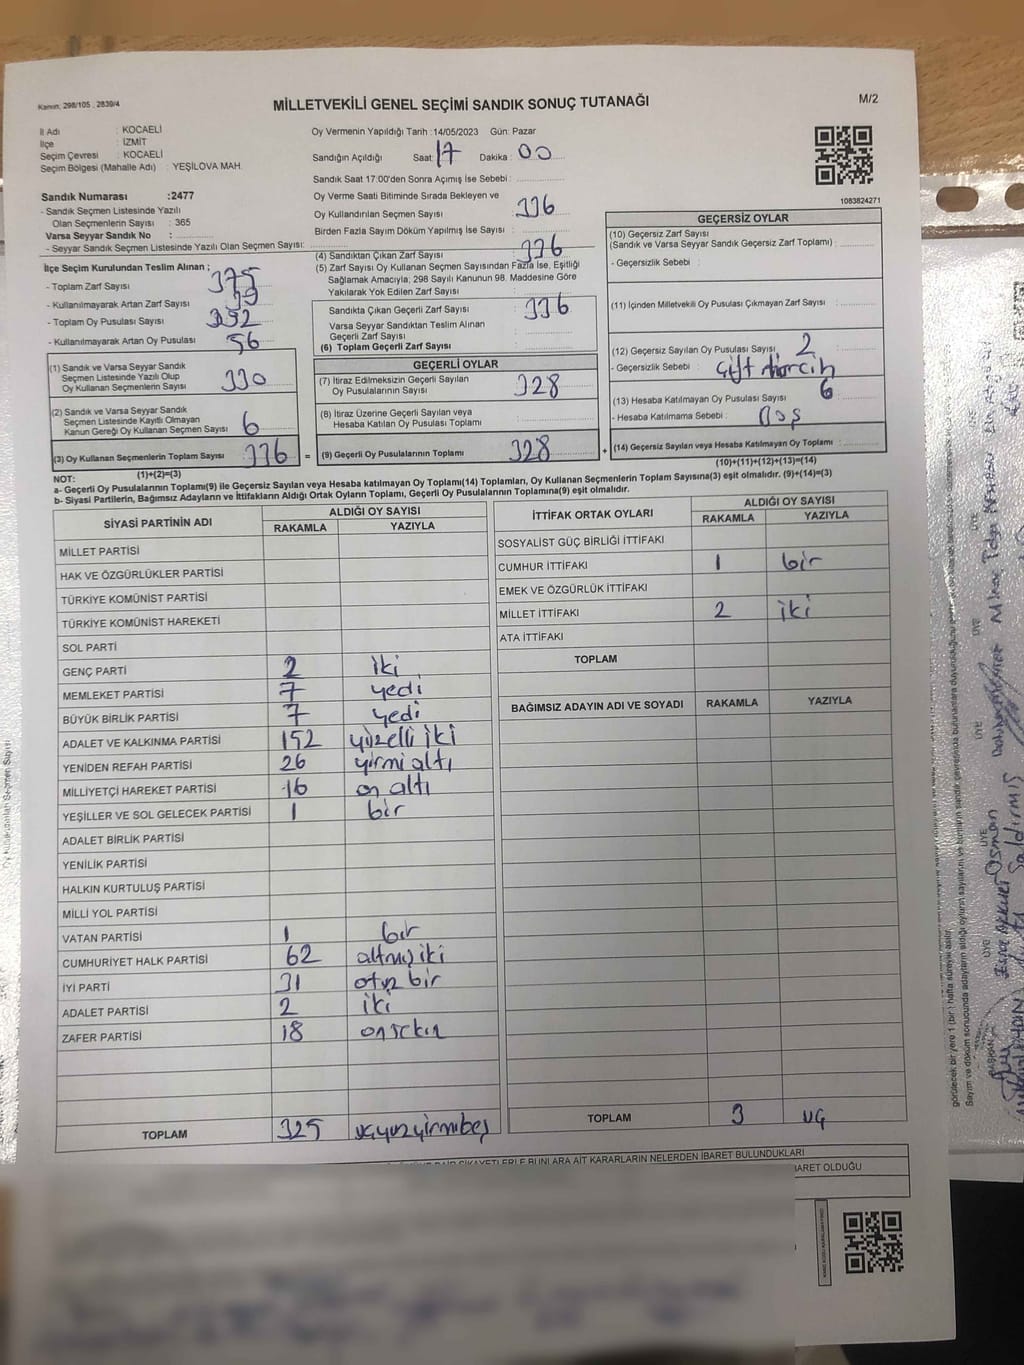 Kanun: 298/105 , 2839/4
MİLLETVEKİLİ GENEL SEÇİMİ SANDIK SONUÇ TUTANAĞI
M/2
İl Adı : KOCAELİ
İlçe : İZMİT
Seçim Çevresi : KOCAELİ
Seçim Bölgesi (Mahalle Adı) : YEŞİLOVA MAH.
Oy Vermenin Yapıldığı Tarih : 14/05/2023 Gün: Pazar
Sandığın Açıldığı Saat: 17 Dakika : 00
Sandık Saat 17:00'den Sonra Açımış İse Sebebi :
Sandık Numarası :2477
- Sandık Seçmen Listesinde Yazılı
Olan Seçmenlerin Sayısı : 365
Varsa Seyyar Sandık No :
- Seyyar Sandık Seçmen Listesinde Yazılı Olan Seçmen Sayısı:
Oy Verme Saati Bitiminde Sırada Bekleyen ve
Oy Kullandırılan Seçmen Sayısı : 336
Birden Fazla Sayım Döküm Yapılmış İse Sayısı :
1083824271
İlçe Seçim Kurulundan Teslim Alınan ;
- Toplam Zarf Sayısı : 375
- Kullanılmayarak Artan Zarf Sayısı : 39
- Toplam Oy Pusulası Sayısı : 392
- Kullanılmayarak Artan Oy Pusulası : 56
(4) Sandıktan Çıkan Zarf Sayısı : 336
(5) Zarf Sayısı Oy Kullanan Seçmen Sayısından Fazla İse, Eşitliği
Sağlamak Amacıyla; 298 Sayılı Kanunun 98. Maddesine Göre
Yakılarak Yok Edilen Zarf Sayısı :
Sandıkta Çıkan Geçerli Zarf Sayısı : 336
Varsa Seyyar Sandıktan Teslim Alınan
Geçerli Zarf Sayısı :
(6) Toplam Geçerli Zarf Sayısı :
GEÇERSİZ OYLAR
(10) Geçersiz Zarf Sayısı
(Sandık ve Varsa Seyyar Sandık Geçersiz Zarf Toplamı) :
- Geçersizlik Sebebi :
(11) İçinden Milletvekili Oy Pusulası Çıkmayan Zarf Sayısı :
(12) Geçersiz Sayılan Oy Pusulası Sayısı : 2
- Geçersizlik Sebebi : Çift tercih
(13) Hesaba Katılmayan Oy Pusulası Sayısı : 6
- Hesaba Katılmama Sebebi : Boş
(14) Geçersiz Sayılan veya Hesaba Katılmayan Oy Toplamı :
(10)+(11)+(12)+(13)=(14)
(1) Sandık ve Varsa Seyyar Sandık
Seçmen Listesinde Yazılı Olup
Oy Kullanan Seçmenlerin Sayısı : 330
(2) Sandık ve Varsa Seyyar Sandık
Seçmen Listesinde Kayıtlı Olmayan
Kanun Gereği Oy Kullanan Seçmen Sayısı : 6
(3) Oy Kullanan Seçmenlerin Toplam Sayısı : 336 =
(1)+(2)=(3)
GEÇERLİ OYLAR
(7) İtiraz Edilmeksizin Geçerli Sayılan
Oy Pusulasının Sayısı : 328
(8) İtiraz Üzerine Geçerli Sayılan veya
Hesaba Katılan Oy Pusulası Toplamı :
(9) Geçerli Oy Pusulalarının Toplamı : 328 +
NOT:
a- Geçerli Oy Pusulalarının Toplamı(9) ile Geçersiz Sayılan veya Hesaba katılmayan Oy Toplamı(14) Toplamları, Oy Kullanan Seçmenlerin Toplam Sayısına(3) eşit olmalıdır. (9)+(14)=(3)
b- Siyasi Partilerin, Bağımsız Adayların ve İttifakların Aldığı Ortak Oyların Toplamı, Geçerli Oy Pusulalarının Toplamına(9) eşit olmalıdır.
SİYASİ PARTİNİN ADI ALDIĞI OY SAYISI
RAKAMLA YAZIYLA
MİLLET PARTİSİ
HAK VE ÖZGÜRLÜKLER PARTİSİ
TÜRKİYE KOMÜNİST PARTİSİ
TÜRKİYE KOMÜNİST HAREKETİ
SOL PARTİ
GENÇ PARTİ 2 iki
MEMLEKET PARTİSİ 7 yedi
BÜYÜK BİRLİK PARTİSİ 7 yedi
ADALET VE KALKINMA PARTİSİ 152 yüzelli iki
YENİDEN REFAH PARTİSİ 26 yirmi altı
MİLLİYETÇİ HAREKET PARTİSİ 16 on altı
YEŞİLLER VE SOL GELECEK PARTİSİ 1 bir
ADALET BİRLİK PARTİSİ
YENİLİK PARTİSİ
HALKIN KURTULUŞ PARTİSİ
MİLLİ YOL PARTİSİ
VATAN PARTİSİ 1 bir
CUMHURİYET HALK PARTİSİ 62 altmış iki
İYİ PARTİ 31 otuz bir
ADALET PARTİSİ 2 iki
ZAFER PARTİSİ 18 onsekiz
TOPLAM 325 üçyüzyirmibeş
İTTİFAK ORTAK OYLARI ALDIĞI OY SAYISI
RAKAMLA YAZIYLA
SOSYALİST GÜÇ BİRLİĞİ İTTİFAKI
CUMHUR İTTİFAKI 1 bir
EMEK VE ÖZGÜRLÜK İTTİFAKI
MİLLET İTTİFAKI 2 iki
ATA İTTİFAKI
TOPLAM
BAĞIMSIZ ADAYIN ADI VE SOYADI RAKAMLA YAZIYLA
TOPLAM 3 üç
KARARLARIN NELERDEN İBARET BULUNDUKLARI
BARET OLDUĞU